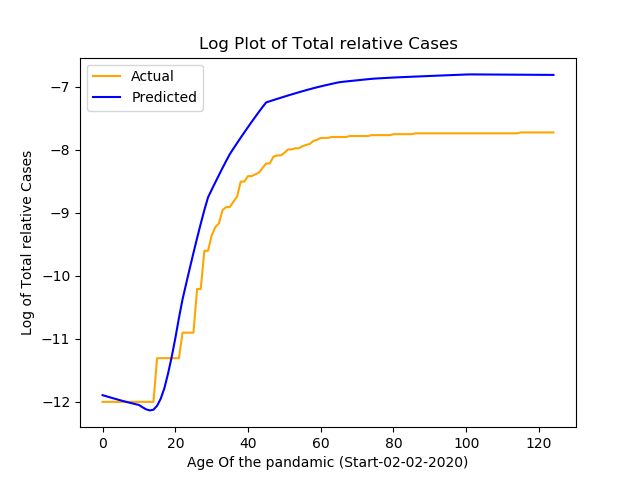 Log Plot of Total relative Cases
Actual
Predicted
−7
−8
−9
−10
−11
−12
Log of Total relative Cases
0 20 40 60 80 100 120
Age Of the pandamic (Start-02-02-2020)